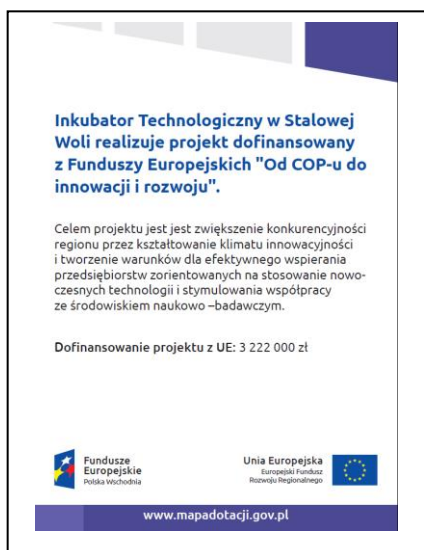 Inkubator Technologiczny w Stalowej
Woli realizuje projekt dofinansowany
z Funduszy Europejskich "Od COP-u do
innowacji i rozwoju".
Celem projektu jest jest zwiększenie konkurencyjności
regionu przez kształtowanie klimatu innowacyjności
i tworzenie warunków dla efektywnego wspierania
przedsiębiorstw zorientowanych na stosowanie nowo-
czesnych technologii i stymulowania współpracy
ze środowiskiem naukowo –badawczym.
Dofinansowanie projektu z UE: 3 222 000 zł
Fundusze
Europejskie
Polska Wschodnia
Unia Europejska
Europejski Fundusz
Rozwoju Regionalnego
www.mapadotacji.gov.pl